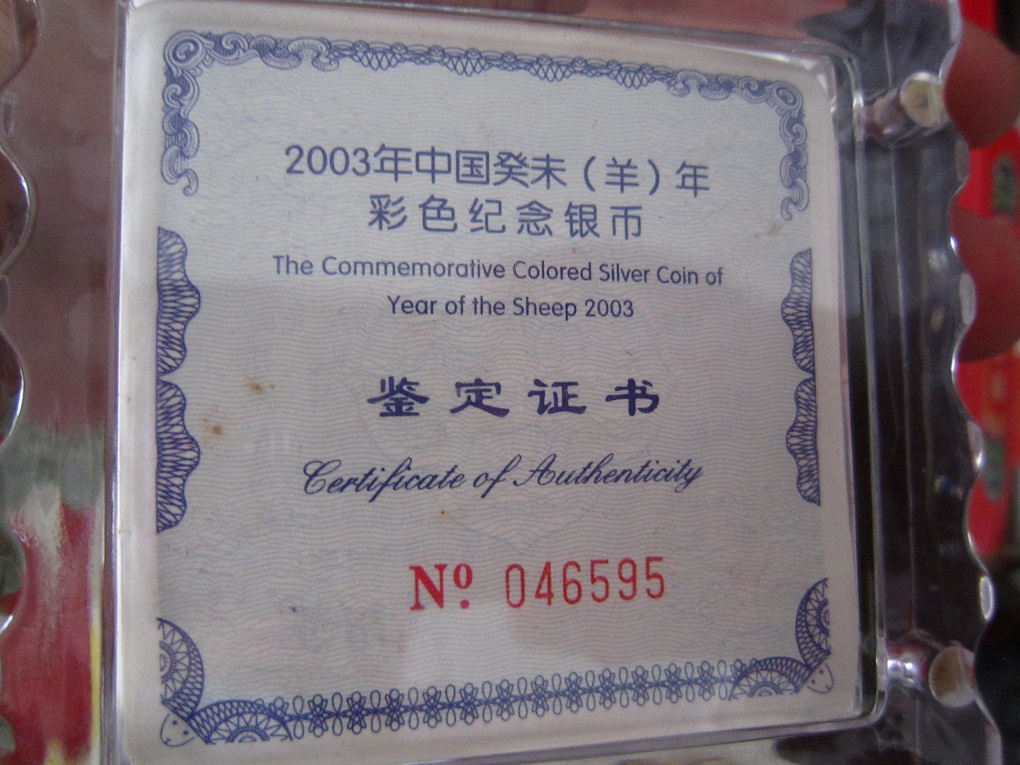 2003年中国癸未（羊）年
彩色纪念银币
The Commemorative Colored Silver Coin of
Year of the Sheep 2003
鉴定证书
Certificate of Authenticity
Nº. 046595